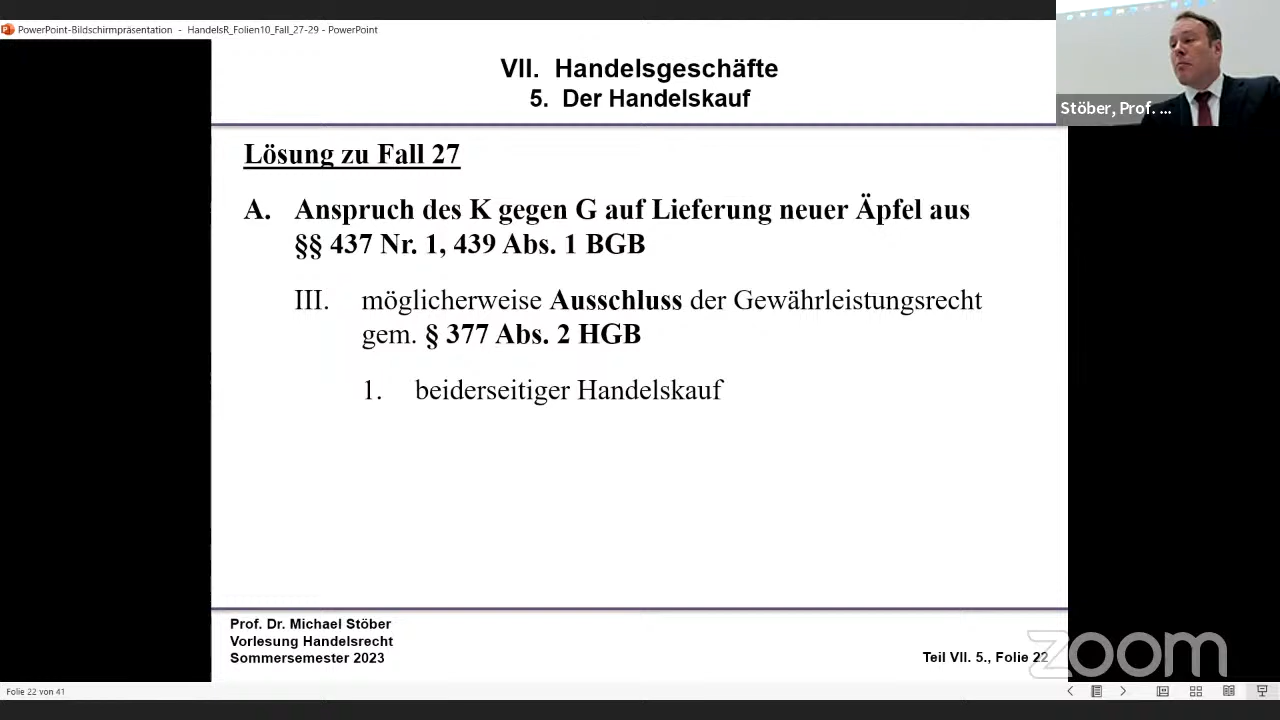 PowerPoint-Bildschirmpräsentation - HandelsR_Folien10_Fall_27-29 - PowerPoint
Stöber, Prof. ...
VII. Handelsgeschäfte
5. Der Handelskauf
Lösung zu Fall 27
A. Anspruch des K gegen G auf Lieferung neuer Äpfel aus
§§ 437 Nr. 1, 439 Abs. 1 BGB
III. möglicherweise Ausschluss der Gewährleistungsrecht
gem. § 377 Abs. 2 HGB
1. beiderseitiger Handelskauf
Prof. Dr. Michael Stöber
Vorlesung Handelsrecht
Sommersemester 2023
Teil VII. 5., Folie 22
zoom
Folie 22 von 41